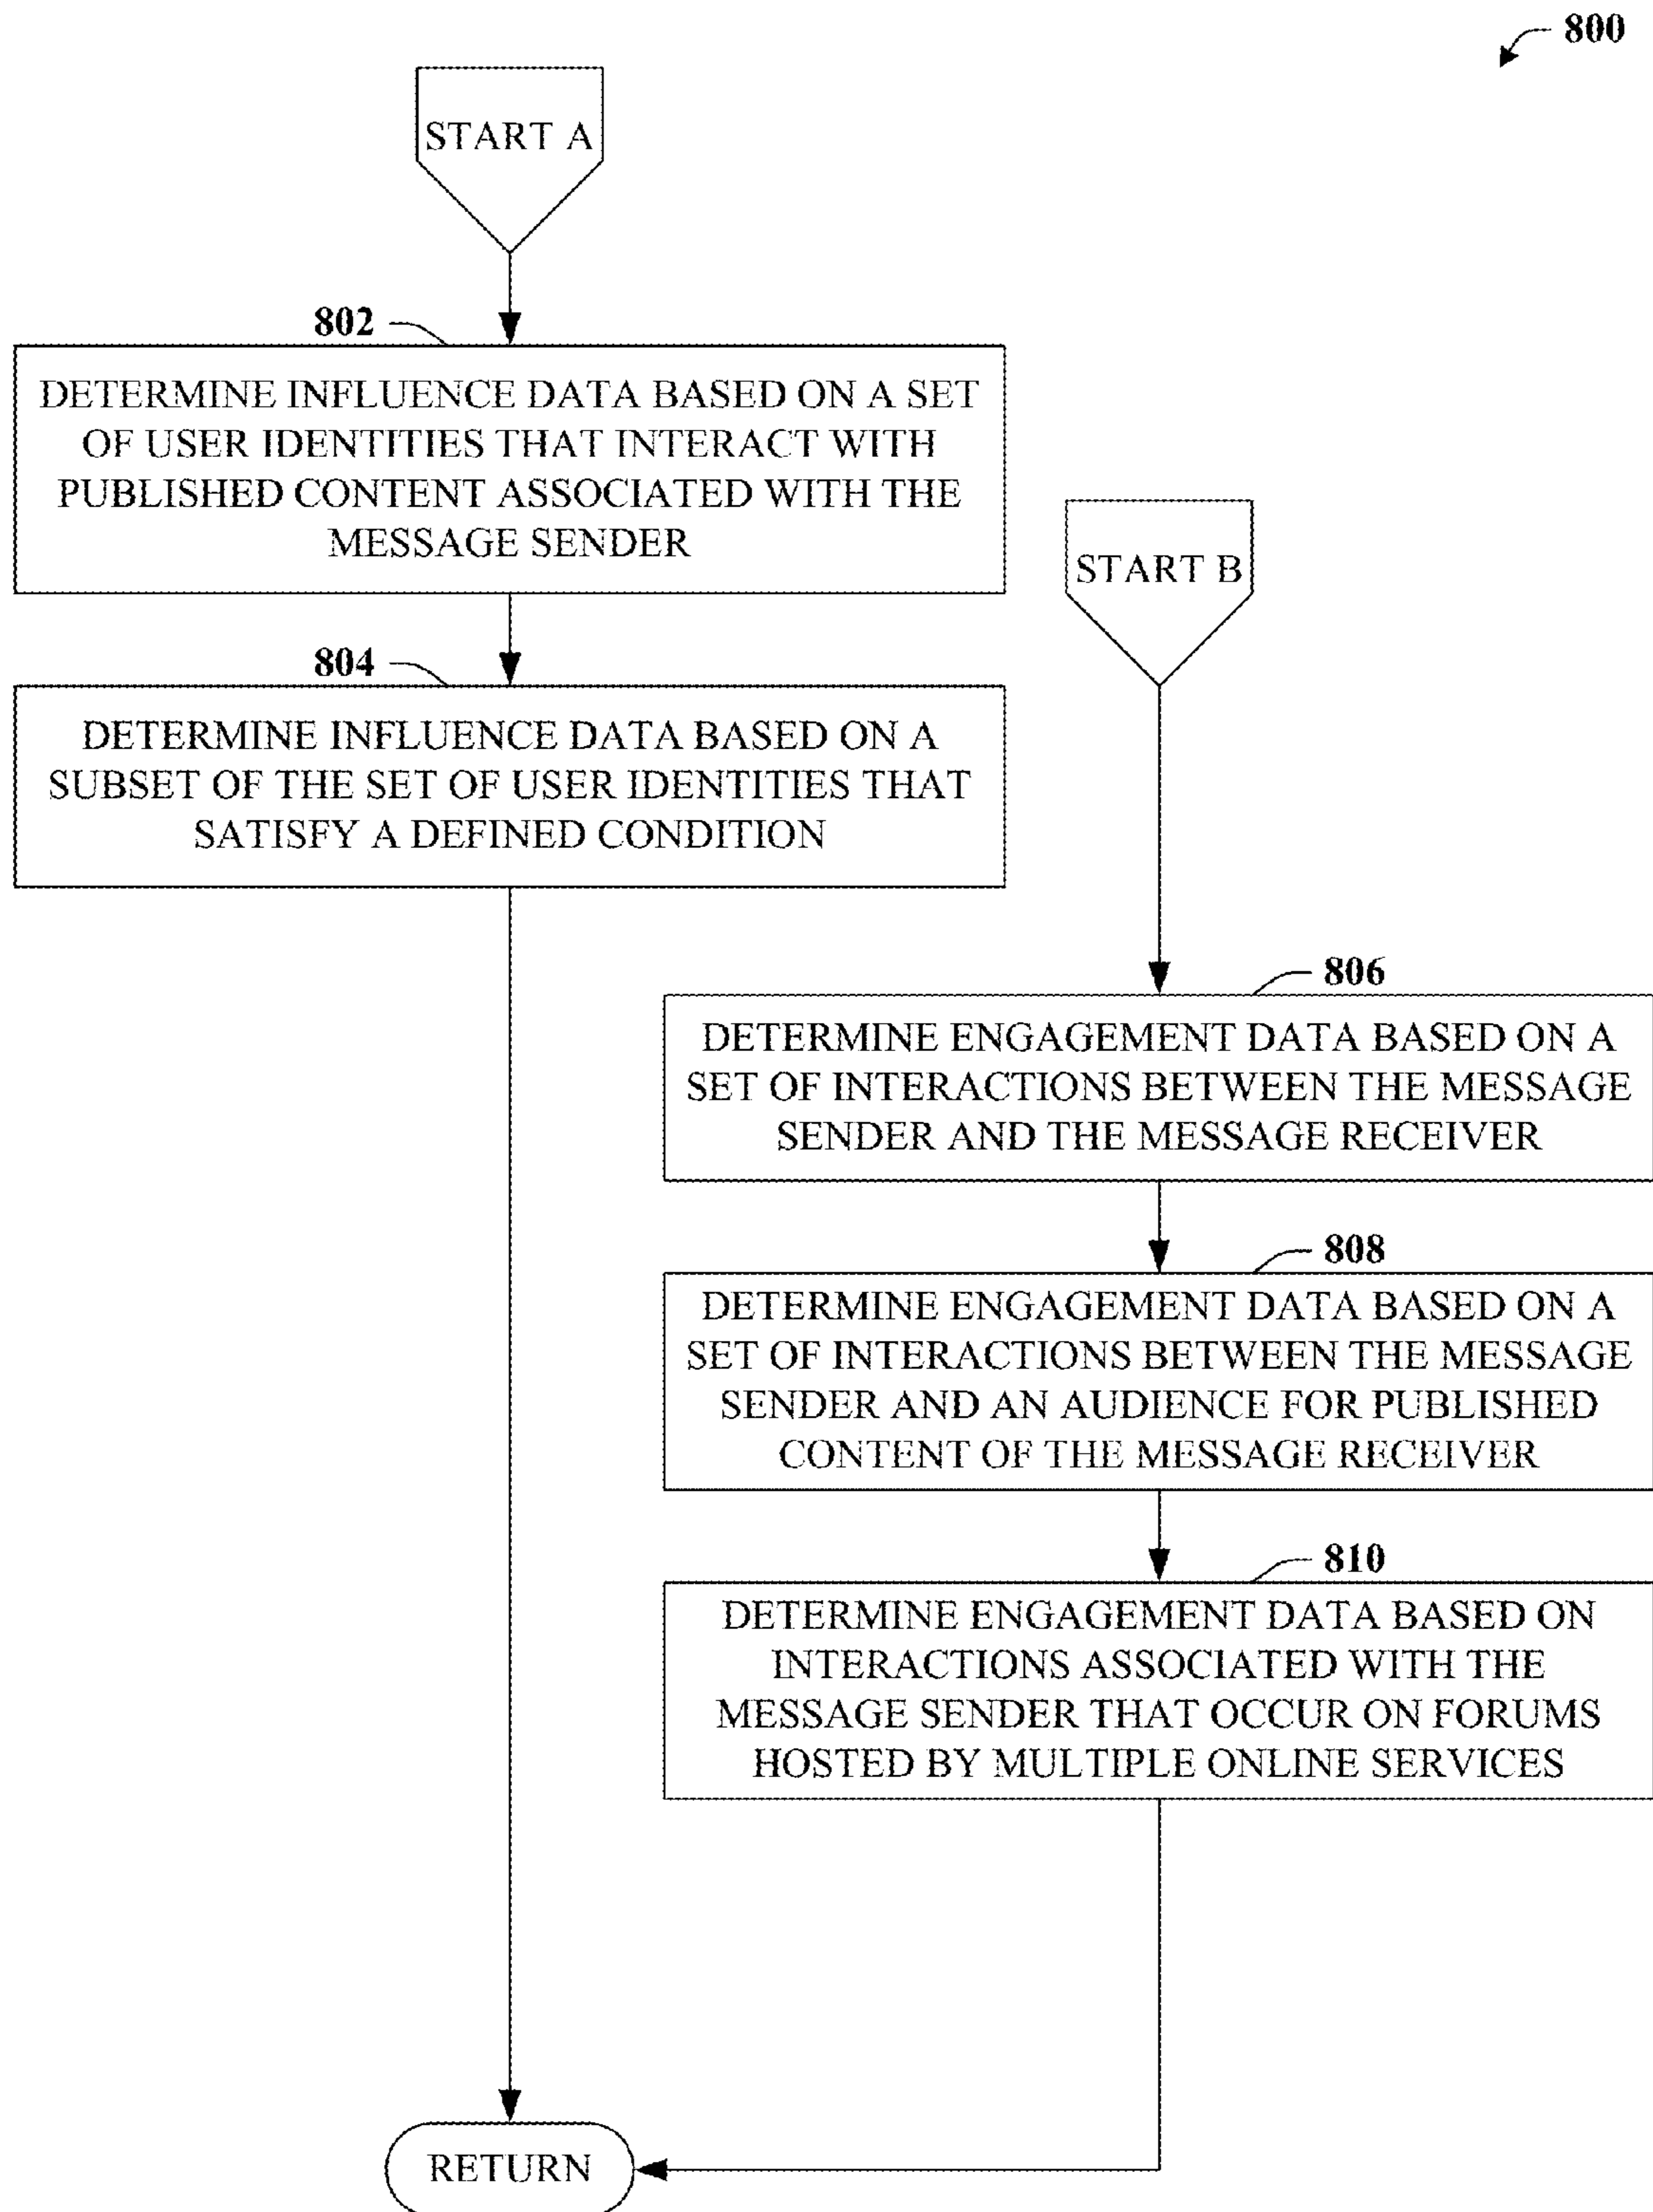 800
START A
802
DETERMINE INFLUENCE DATA BASED ON A SET
OF USER IDENTITIES THAT INTERACT WITH
PUBLISHED CONTENT ASSOCIATED WITH THE
MESSAGE SENDER
START B
804
DETERMINE INFLUENCE DATA BASED ON A
SUBSET OF THE SET OF USER IDENTITIES THAT
SATISFY A DEFINED CONDITION
806
DETERMINE ENGAGEMENT DATA BASED ON A
SET OF INTERACTIONS BETWEEN THE MESSAGE
SENDER AND THE MESSAGE RECEIVER
808
DETERMINE ENGAGEMENT DATA BASED ON A
SET OF INTERACTIONS BETWEEN THE MESSAGE
SENDER AND AN AUDIENCE FOR PUBLISHED
CONTENT OF THE MESSAGE RECEIVER
810
DETERMINE ENGAGEMENT DATA BASED ON
INTERACTIONS ASSOCIATED WITH THE
MESSAGE SENDER THAT OCCUR ON FORUMS
HOSTED BY MULTIPLE ONLINE SERVICES
RETURN